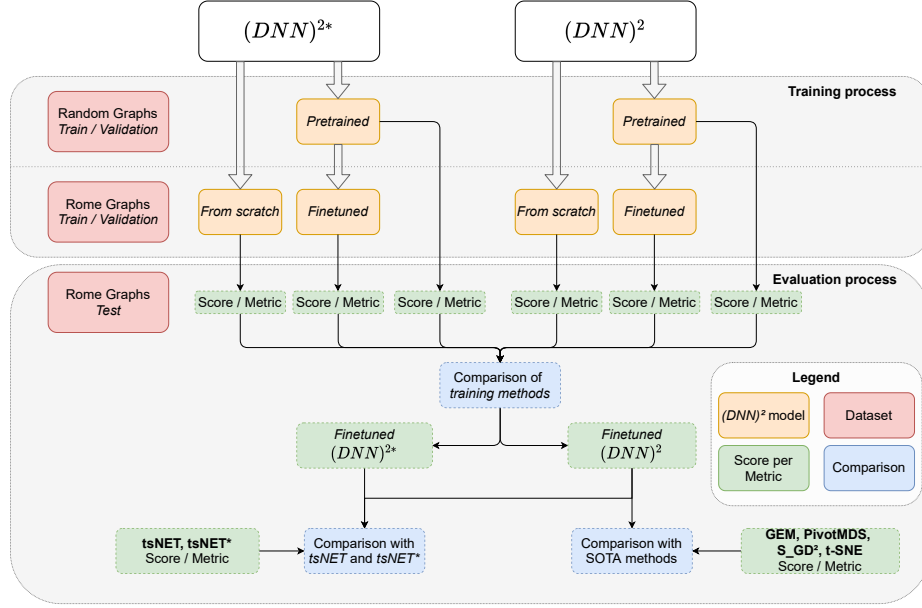 (DNN)²*
(DNN)²
Training process
Random Graphs
Train / Validation
Pretrained
Pretrained
Rome Graphs
Train / Validation
From scratch
Finetuned
From scratch
Finetuned
Evaluation process
Rome Graphs
Test
Score / Metric
Score / Metric
Score / Metric
Score / Metric
Score / Metric
Score / Metric
Comparison of
training methods
Legend
(DNN)² model
Dataset
Score per
Metric
Comparison
Finetuned
(DNN)²*
Finetuned
(DNN)²
tsNET, tsNET*
Score / Metric
Comparison with
tsNET and tsNET*
Comparison with
SOTA methods
GEM, PivotMDS,
S_GD², t-SNE
Score / Metric